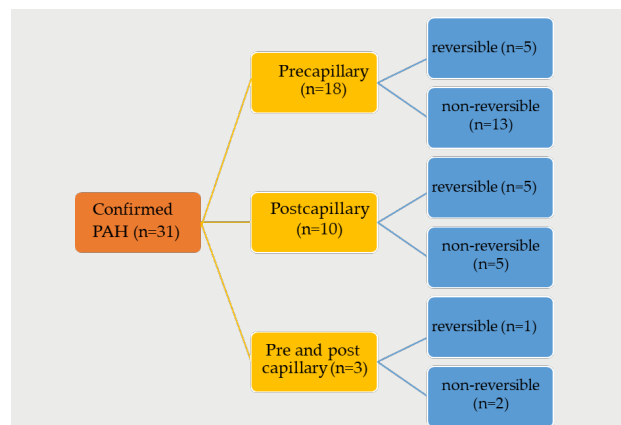 Confirmed
PAH (n=31)
Precapillary
(n=18)
reversible (n=5)
non-reversible
(n=13)
Postcapillary
(n=10)
reversible (n=5)
non-reversible
(n=5)
Pre and post
capillary (n=3)
reversible (n=1)
non-reversible
(n=2)